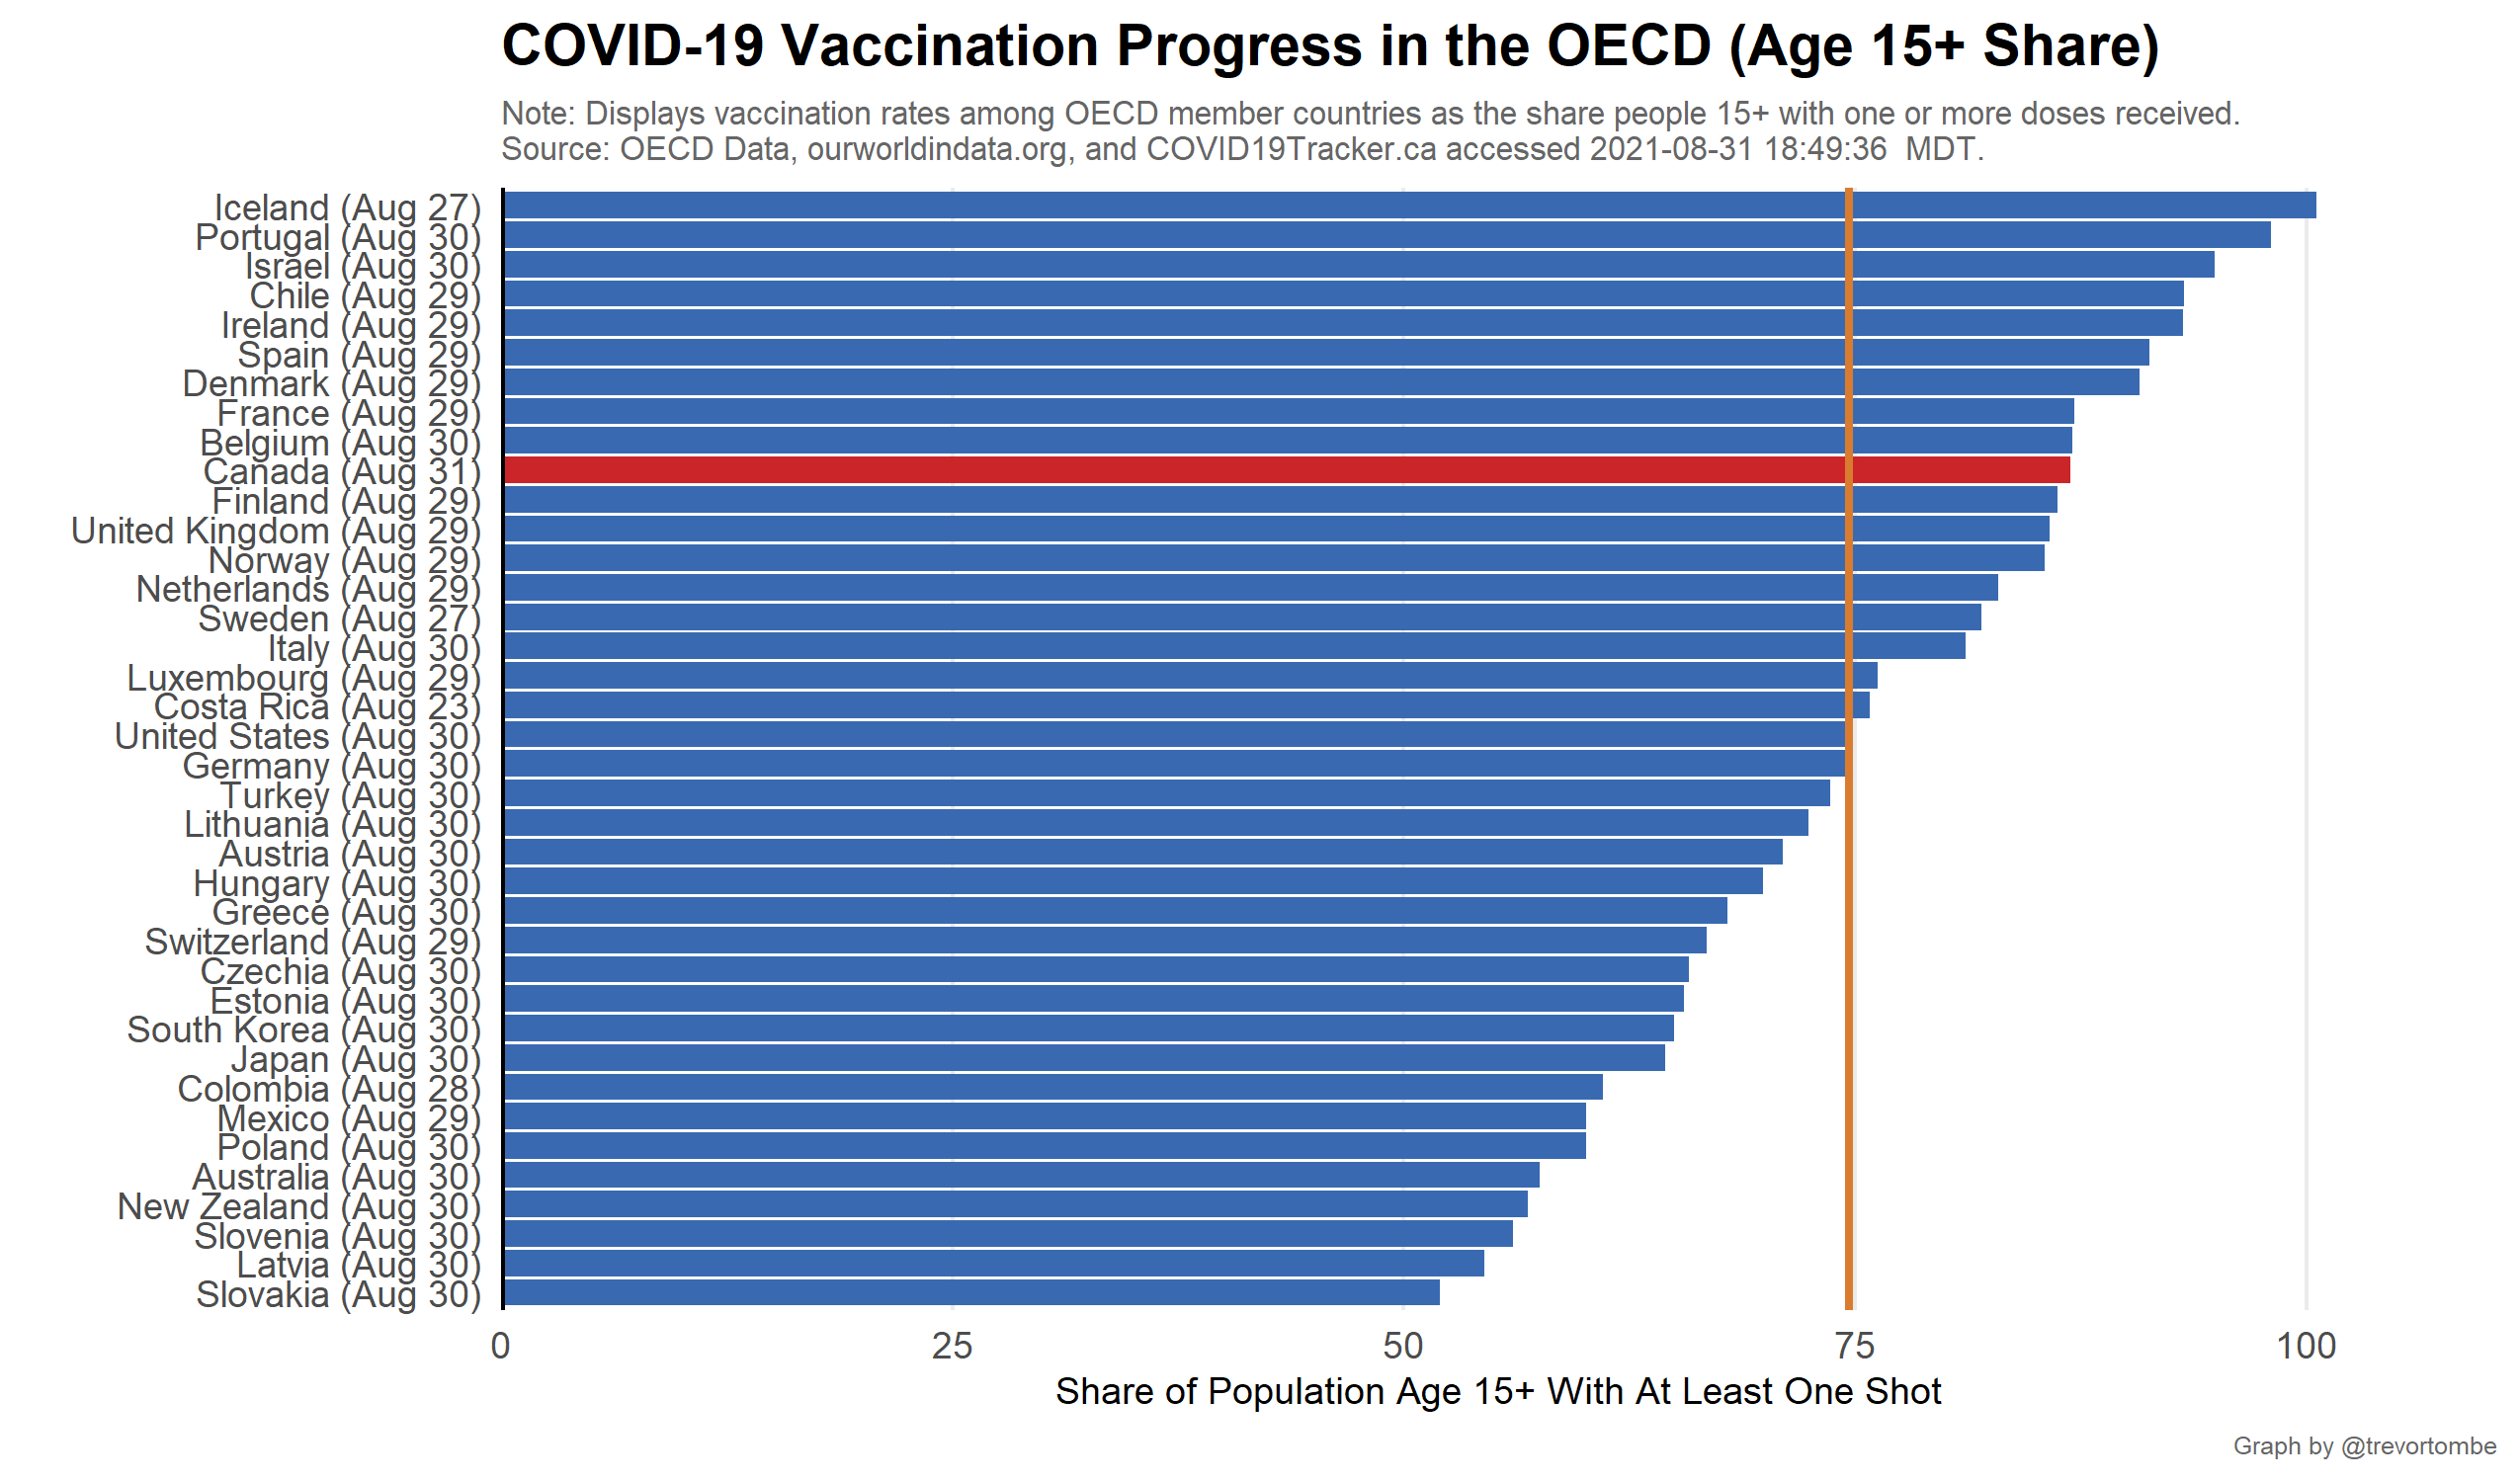 COVID-19 Vaccination Progress in the OECD (Age 15+ Share)
Note: Displays vaccination rates among OECD member countries as the share people 15+ with one or more doses received.
Source: OECD Data, ourworldindata.org, and COVID19Tracker.ca accessed 2021-08-31 18:49:36 MDT.
Iceland (Aug 27)
Portugal (Aug 30)
Israel (Aug 30)
Chile (Aug 29)
Ireland (Aug 29)
Spain (Aug 29)
Denmark (Aug 29)
France (Aug 29)
Belgium (Aug 30)
Canada (Aug 31)
Finland (Aug 29)
United Kingdom (Aug 29)
Norway (Aug 29)
Netherlands (Aug 29)
Sweden (Aug 27)
Italy (Aug 30)
Luxembourg (Aug 29)
Costa Rica (Aug 23)
United States (Aug 30)
Germany (Aug 30)
Turkey (Aug 30)
Lithuania (Aug 30)
Austria (Aug 30)
Hungary (Aug 30)
Greece (Aug 30)
Switzerland (Aug 29)
Czechia (Aug 30)
Estonia (Aug 30)
South Korea (Aug 30)
Japan (Aug 30)
Colombia (Aug 28)
Mexico (Aug 29)
Poland (Aug 30)
Australia (Aug 30)
New Zealand (Aug 30)
Slovenia (Aug 30)
Latvia (Aug 30)
Slovakia (Aug 30)
0 25 50 75 100
Share of Population Age 15+ With At Least One Shot
Graph by @trevortombe